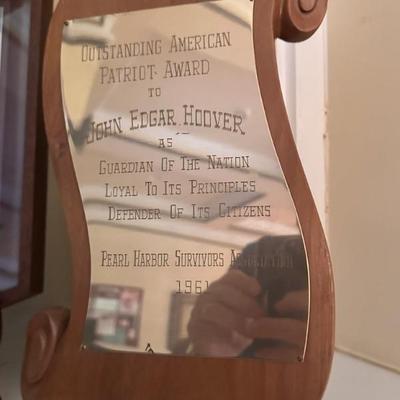 OUTSTANDING AMERICAN
PATRIOT AWARD
TO
JOHN EDGAR HOOVER
AS
GUARDIAN OF THE NATION
LOYAL TO ITS PRINCIPLES
DEFENDER OF ITS CITIZENS
PEARL HARBOR SURVIVORS ASSOCIATION
1961